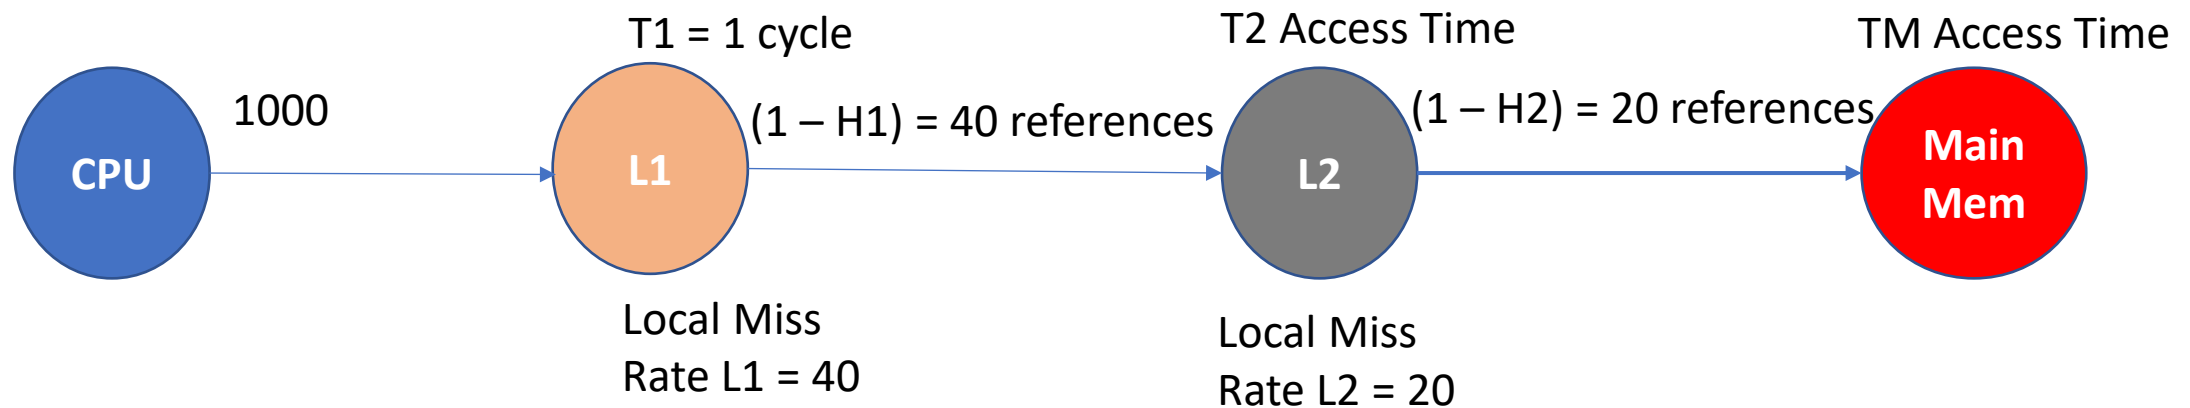 T1 = 1 cycle
T2 Access Time
TM Access Time
1000
(1 – H1) = 40 references
(1 – H2) = 20 references
CPU
L1
L2
Main
Mem
Local Miss
Rate L1 = 40
Local Miss
Rate L2 = 20